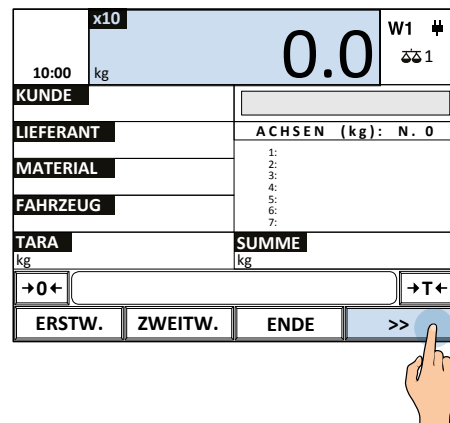 x10
0.0
W1
1
10:00
kg
KUNDE
LIEFERANT
ACHSEN (kg): N. 0
1:
2:
MATERIAL
3:
4:
FAHRZEUG
5:
6:
7:
TARA
SUMME
kg
kg
→0←
→T←
ERSTW.
ZWEITW.
ENDE
>>